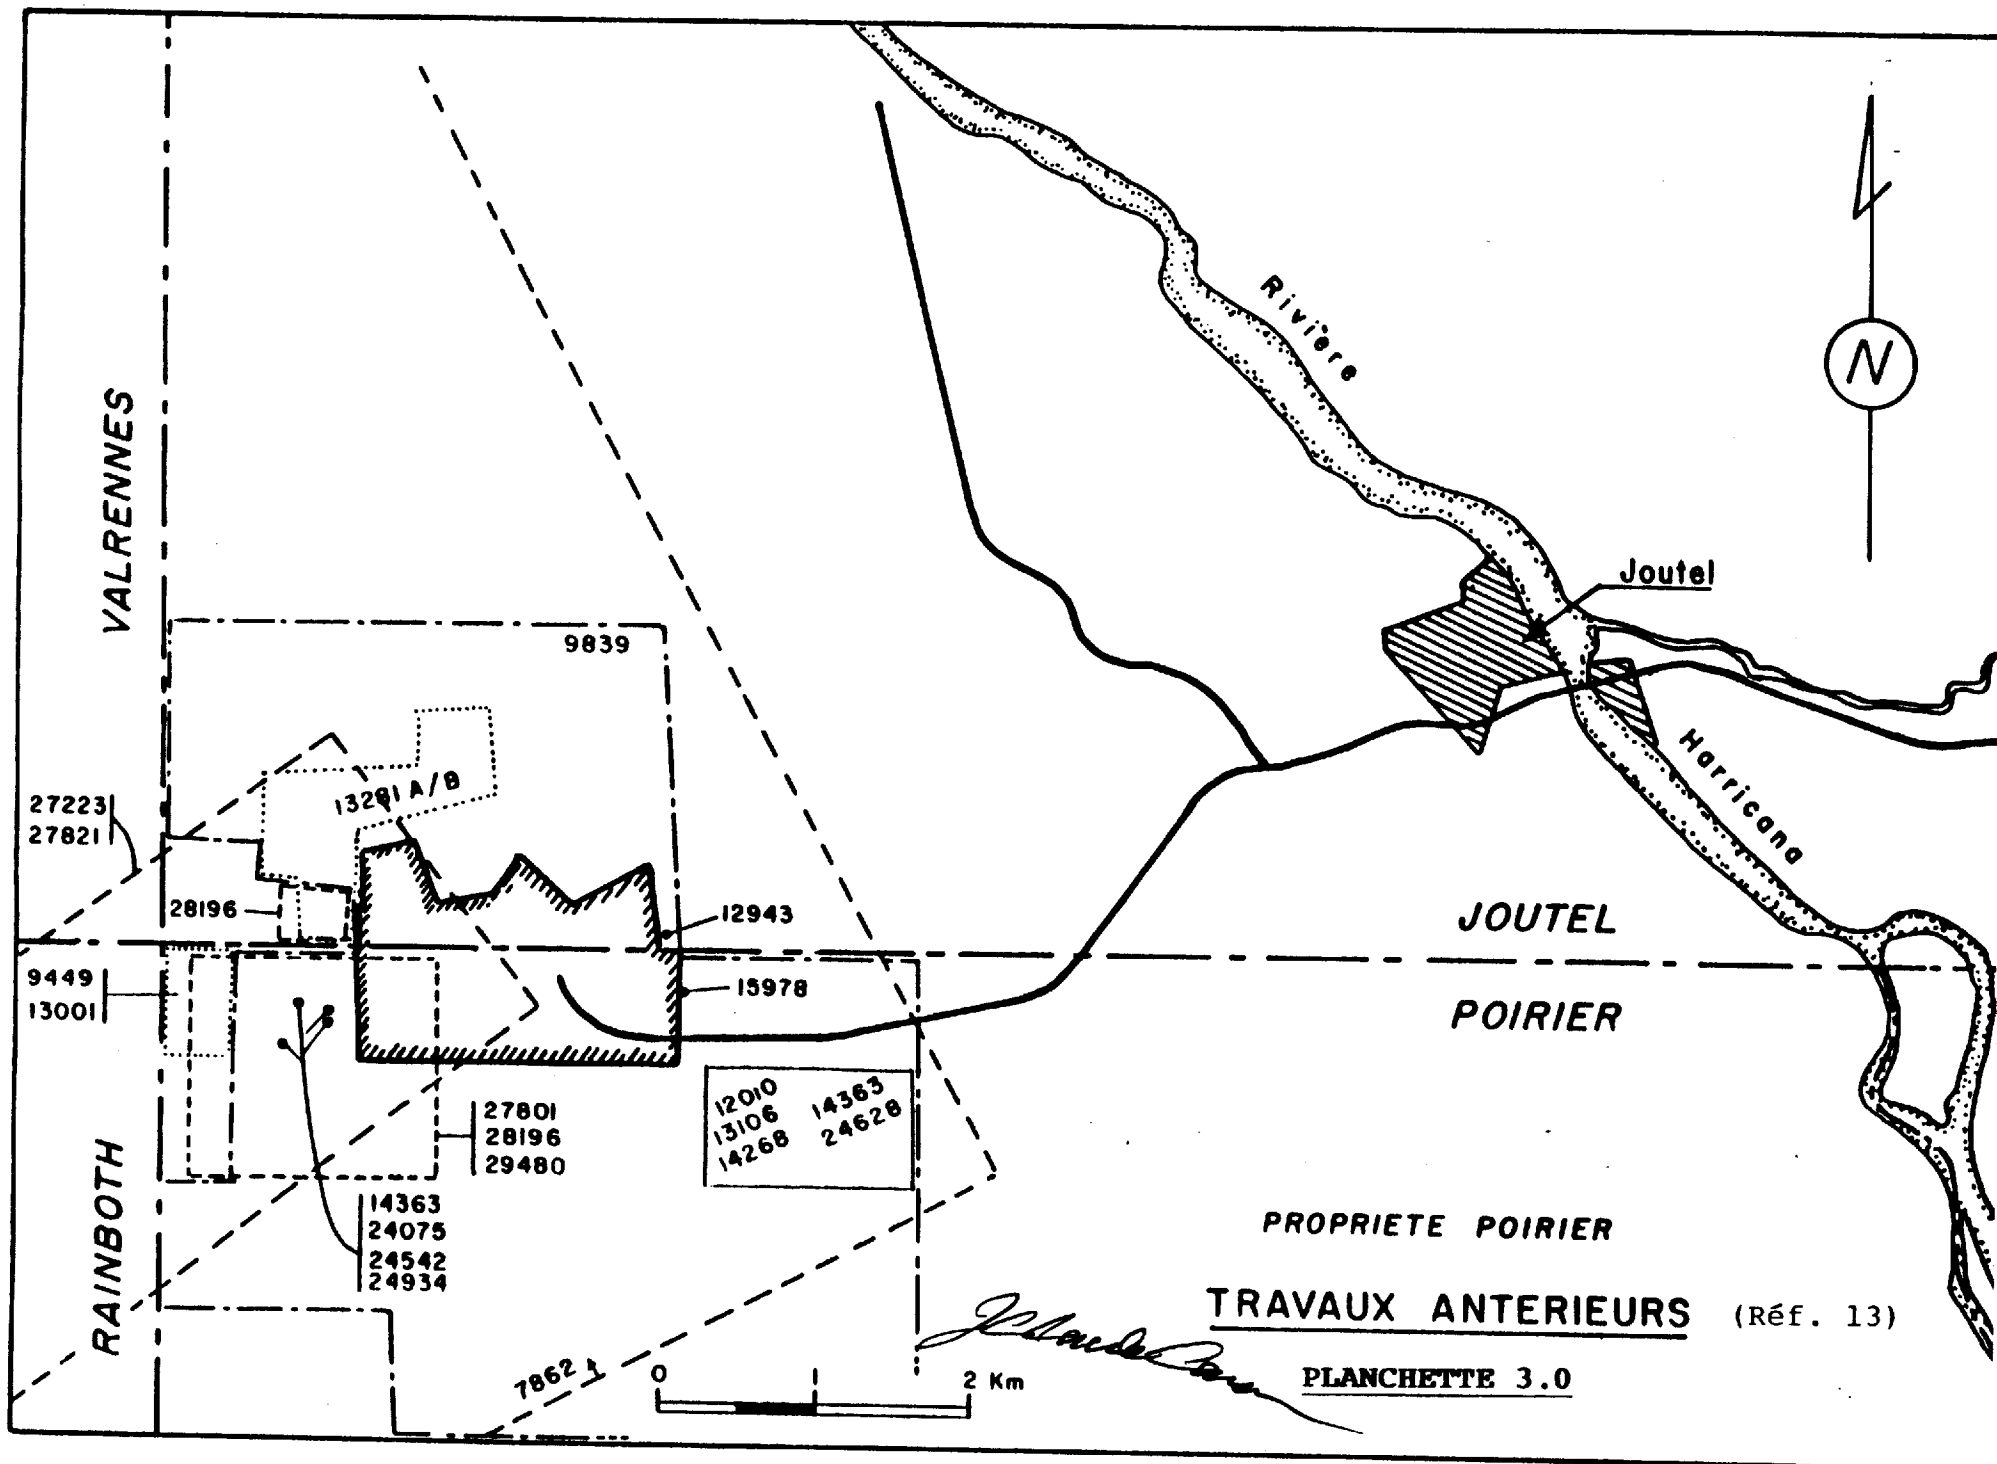 Rivière
N
VALRENNES
Joutel
9839
Harricana
13281 A/B
27223
27821
28196
12943
JOUTEL
9449
13001
15978
POIRIER
12010
13106
14268
14363
24628
27801
28196
29480
RAINBOTH
14363
24075
24542
24934
PROPRIETE POIRIER
TRAVAUX ANTERIEURS (Réf. 13)
7862
0
2 Km
PLANCHETTE 3.0